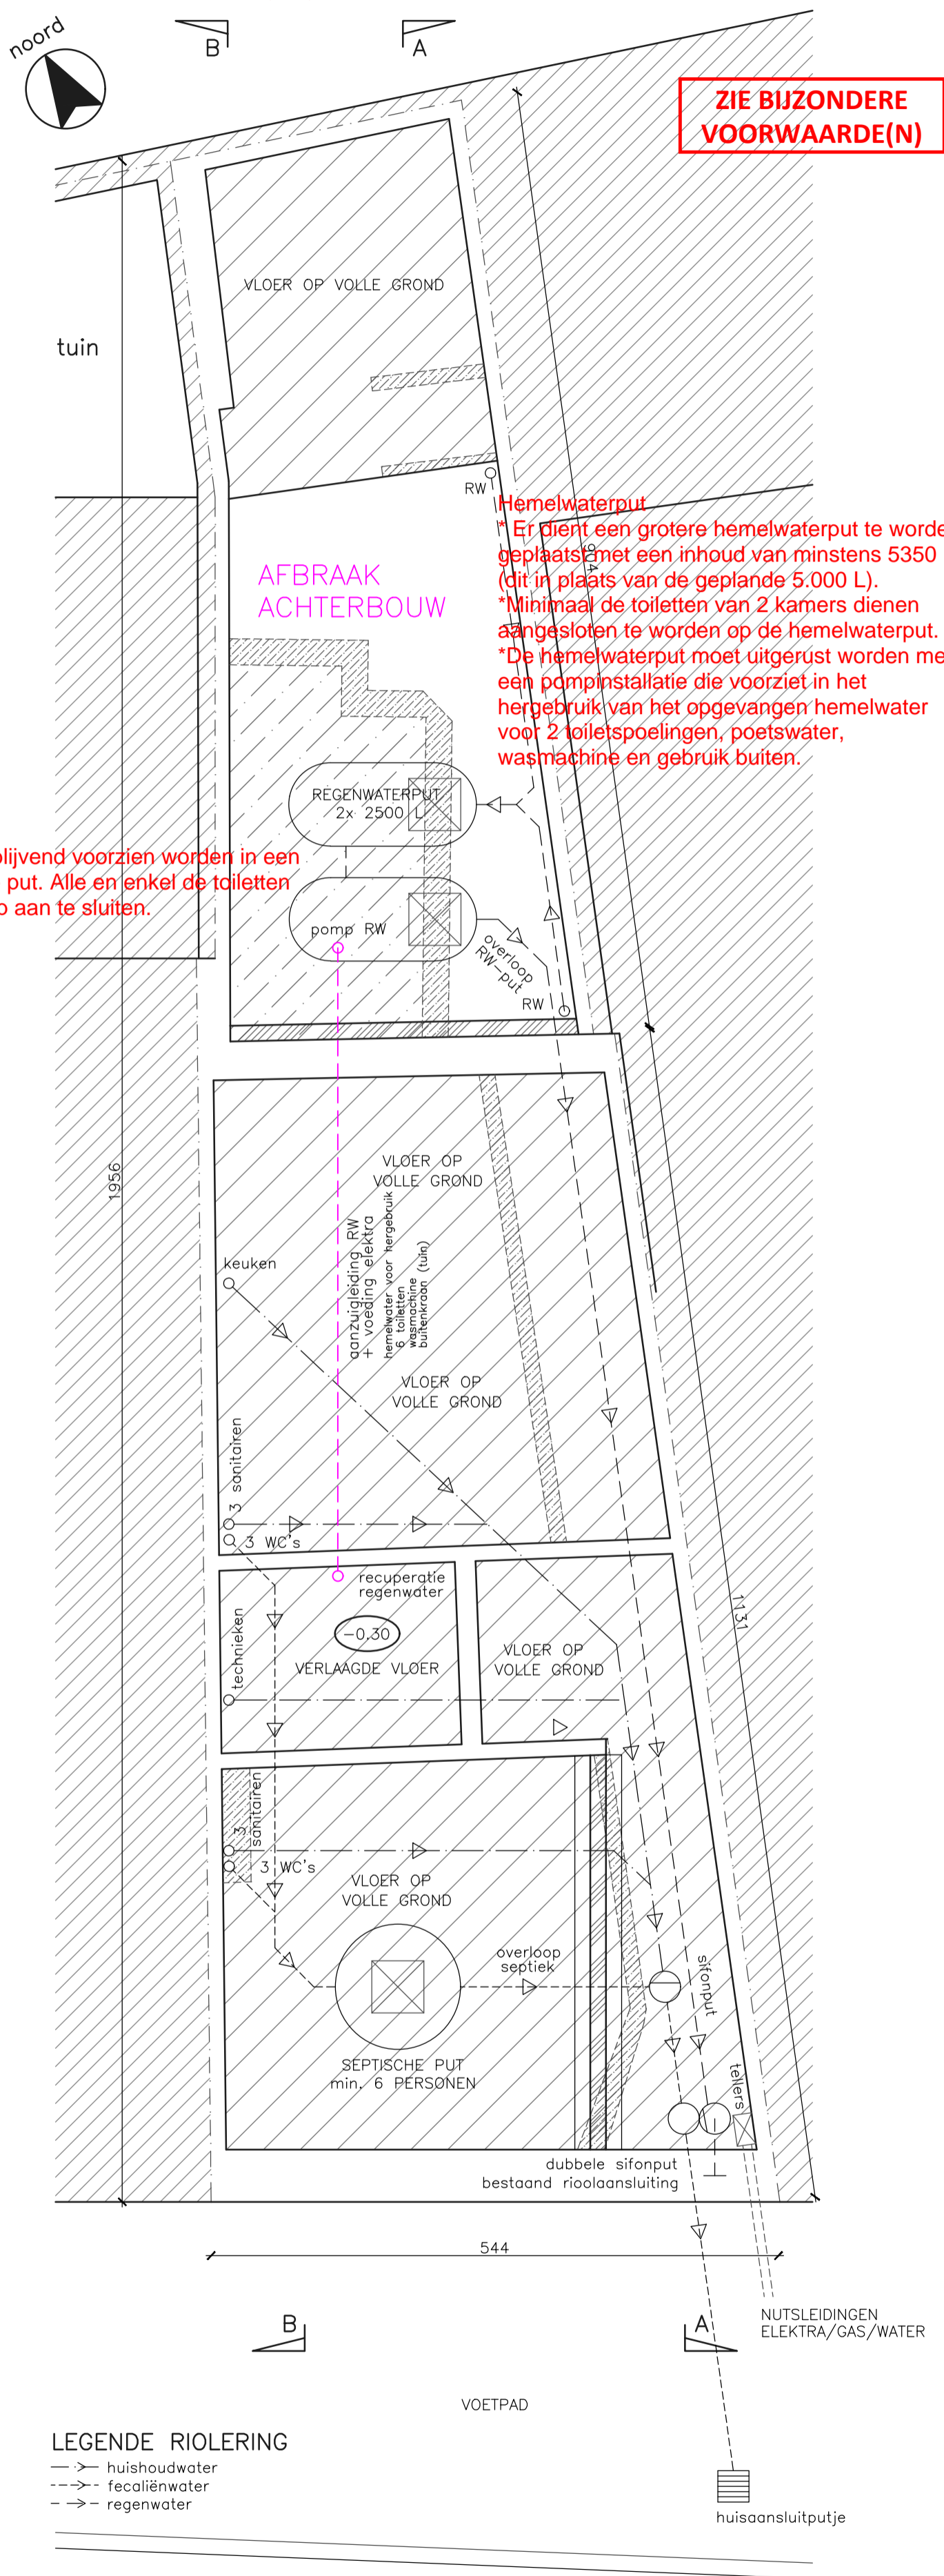 noord
B
A
ZIE BIJZONDERE
VOORWAARDE(N)
VLOER OP VOLLE GROND
tuin
RW
Hemelwaterput
* Er dient een grotere hemelwaterput te worde
geplaatst met een inhoud van minstens 5350
(dit in plaats van de geplande 5.000 L).
*Minimaal de toiletten van 2 kamers dienen
aangesloten te worden op de hemelwaterput.
*De hemelwaterput moet uitgerust worden me
een pompinstallatie die voorziet in het
hergebruik van het opgevangen hemelwater
voor 2 toiletspoelingen, poetswater,
wasmachine en gebruik buiten.
904
AFBRAAK
ACHTERBOUW
REGENWATERPUT
2x 2500 L
lijvend voorzien worden in een
put. Alle en enkel de toiletten
aan te sluiten.
pomp RW
overloop
RW-put
RW
1956
VLOER OP
VOLLE GROND
aanzuigleiding RW
+ voeding elektra
hemelwater voor hergebruik
6 toiletten
wasmachine
buitenkraan (tuin)
keuken
VLOER OP
VOLLE GROND
3 sanitairen
3 WC's
recuperatie
regenwater
-0.30
VERLAAGDE VLOER
technieken
VLOER OP
VOLLE GROND
1131
3
sanitairen
3 WC's
VLOER OP
VOLLE GROND
overloop
septiek
sifonput
SEPTISCHE PUT
min. 6 PERSONEN
tellers
dubbele sifonput
bestaand rioolaansluiting
544
B
A
NUTSLEIDINGEN
ELEKTRA/GAS/WATER
VOETPAD
LEGENDE RIOLERING
huishoudwater
fecaliënwater
regenwater
huisaansluitputje